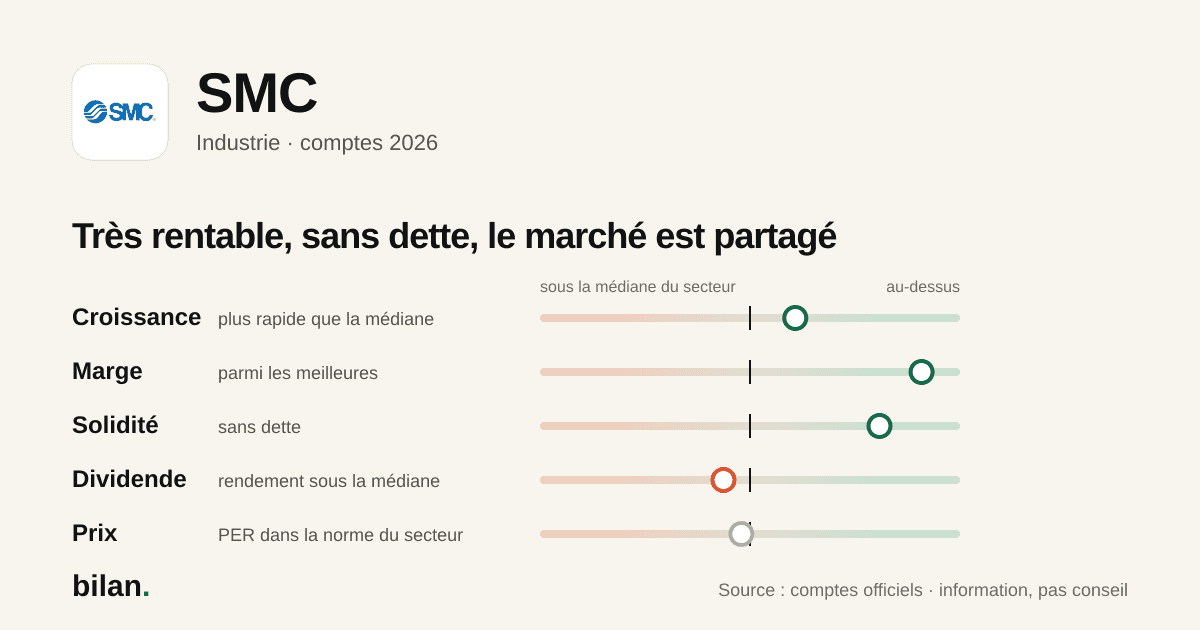 SMC
SMC
Industrie · comptes 2026
Très rentable, sans dette, le marché est partagé
sous la médiane du secteur au-dessus
Croissance plus rapide que la médiane
Marge parmi les meilleures
Solidité sans dette
Dividende rendement sous la médiane
Prix PER dans la norme du secteur
bilan.
Source : comptes officiels · information, pas conseil